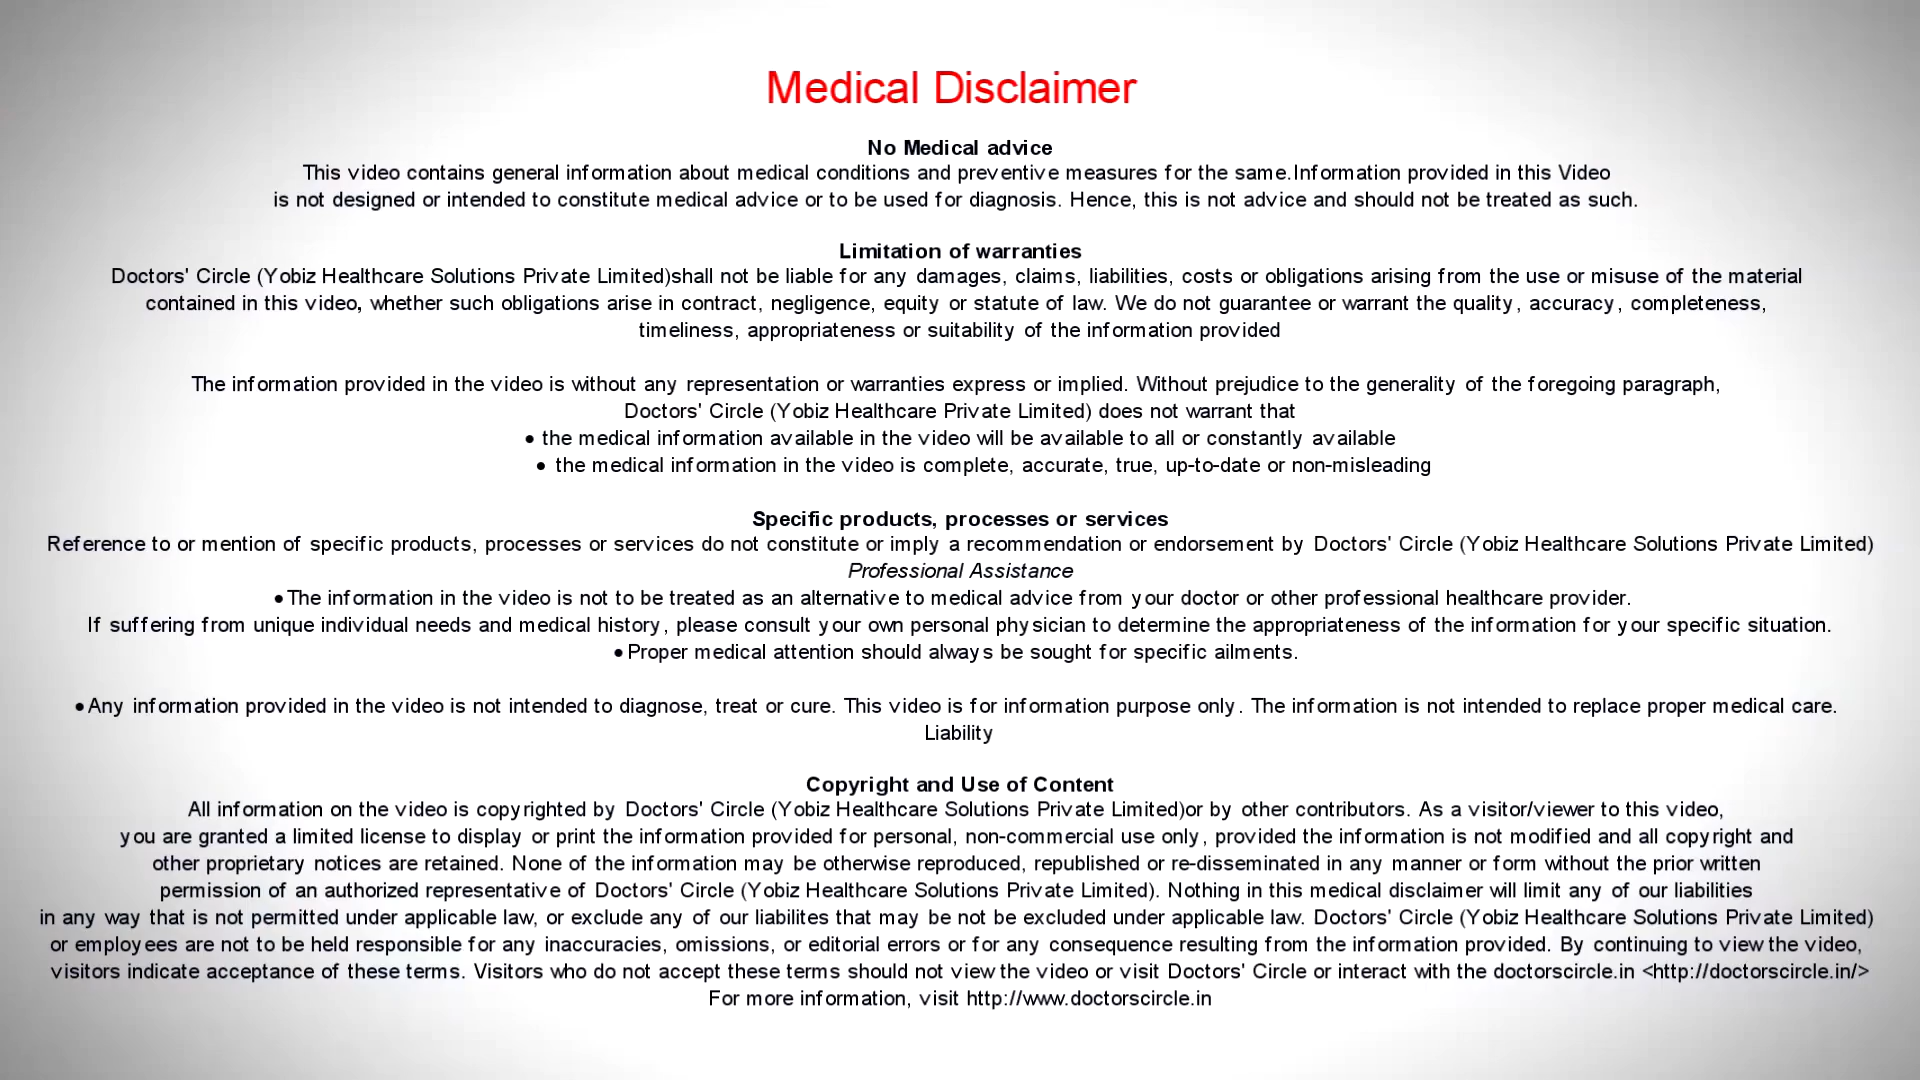 Medical Disclaimer
No Medical advice
This video contains general information about medical conditions and preventive measures for the same.Information provided in this Video
is not designed or intended to constitute medical advice or to be used for diagnosis. Hence, this is not advice and should not be treated as such.
Limitation of warranties
Doctors' Circle (Yobiz Healthcare Solutions Private Limited)shall not be liable for any damages, claims, liabilities, costs or obligations arising from the use or misuse of the material
contained in this video, whether such obligations arise in contract, negligence, equity or statute of law. We do not guarantee or warrant the quality, accuracy, completeness,
timeliness, appropriateness or suitability of the information provided
The information provided in the video is without any representation or warranties express or implied. Without prejudice to the generality of the foregoing paragraph,
Doctors' Circle (Yobiz Healthcare Private Limited) does not warrant that
• the medical information available in the video will be available to all or constantly available
• the medical information in the video is complete, accurate, true, up-to-date or non-misleading
Specific products, processes or services
Reference to or mention of specific products, processes or services do not constitute or imply a recommendation or endorsement by Doctors' Circle (Yobiz Healthcare Solutions Private Limited)
Professional Assistance
•The information in the video is not to be treated as an alternative to medical advice from your doctor or other professional healthcare provider.
If suffering from unique individual needs and medical history, please consult your own personal physician to determine the appropriateness of the information for your specific situation.
•Proper medical attention should always be sought for specific ailments.
•Any information provided in the video is not intended to diagnose, treat or cure. This video is for information purpose only. The information is not intended to replace proper medical care.
Liability
Copyright and Use of Content
All information on the video is copyrighted by Doctors' Circle (Yobiz Healthcare Solutions Private Limited)or by other contributors. As a visitor/viewer to this video,
you are granted a limited license to display or print the information provided for personal, non-commercial use only, provided the information is not modified and all copyright and
other proprietary notices are retained. None of the information may be otherwise reproduced, republished or re-disseminated in any manner or form without the prior written
permission of an authorized representative of Doctors' Circle (Yobiz Healthcare Solutions Private Limited). Nothing in this medical disclaimer will limit any of our liabilities
in any way that is not permitted under applicable law, or exclude any of our liabilites that may be not be excluded under applicable law. Doctors' Circle (Yobiz Healthcare Solutions Private Limited)
or employees are not to be held responsible for any inaccuracies, omissions, or editorial errors or for any consequence resulting from the information provided. By continuing to view the video,
visitors indicate acceptance of these terms. Visitors who do not accept these terms should not view the video or visit Doctors' Circle or interact with the doctorscircle.in <http://doctorscircle.in/>
For more information, visit http://www.doctorscircle.in